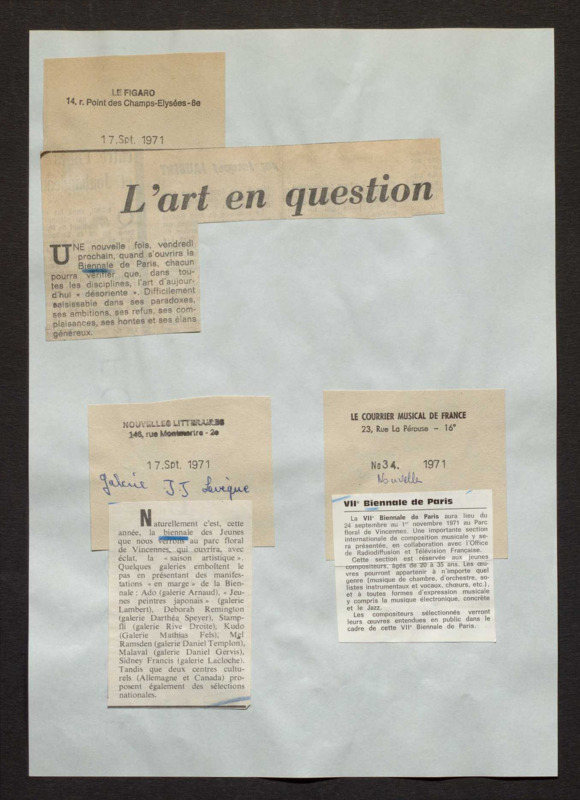 LE FIGARO
14, r. Point des Champs-Elysées-8e
17.Spt. 1971
L'art en question
UNE nouvelle fois, vendredi
prochain, quand s'ouvrira la
Biennale de Paris, chacun
pourra vérifier que, dans tou-
tes les disciplines, l'art d'aujour-
d'hui « désoriente ». Difficilement
saisissable dans ses paradoxes,
ses ambitions, ses refus, ses com-
plaisances, ses hontes et ses élans
généreux.
NOUVELLES LITTERAIRES
146, rue Montmartre - 2e
17.Spt. 1971
galerie JJ Lévèque
Naturellement c'est, cette
année, la biennale des Jeunes
que nous verrons au parc floral
de Vincennes, qui ouvrira, avec
éclat, la « saison artistique ».
Quelques galeries emboîtent le
pas en présentant des manifes-
tations « en marge » de la Bien-
nale : Ado (galerie Arnaud), « Jeu-
nes peintres japonais » (galerie
Lambert), Deborah Remington
(galerie Darthéa Speyer), Stamp-
fli (galerie Rive Droite), Kudo
(Galerie Mathias Fels), Mel
Ramsden (galerie Daniel Templon),
Malaval (galerie Daniel Gervis),
Sidney Francis (galerie Lacloche).
Tandis que deux centres cultu-
rels (Allemagne et Canada) pro-
posent également des sélections
nationales.
LE COURRIER MUSICAL DE FRANCE
23, Rue La Pérouse - 16e
No 34. 1971
Nouvelle
VIIe Biennale de Paris
La VIIe Biennale de Paris aura lieu du
24 septembre au 1er novembre 1971 au Parc
floral de Vincennes. Une importante section
internationale de composition musicale y se-
ra présentée, en collaboration avec l'Office
de Radiodiffusion et Télévision Française.
Cette section est réservée aux jeunes
compositeurs, âgés de 20 à 35 ans. Les œu-
vres pourront appartenir à n'importe quel
genre (musique de chambre, d'orchestre, so-
listes instrumentaux et vocaux, chœurs, etc.),
et à toutes formes d'expression musicale
y compris la musique électronique, concrète
et le Jazz.
Les compositeurs sélectionnés verront
leurs œuvres entendues en public dans le
cadre de cette VIIe Biennale de Paris.